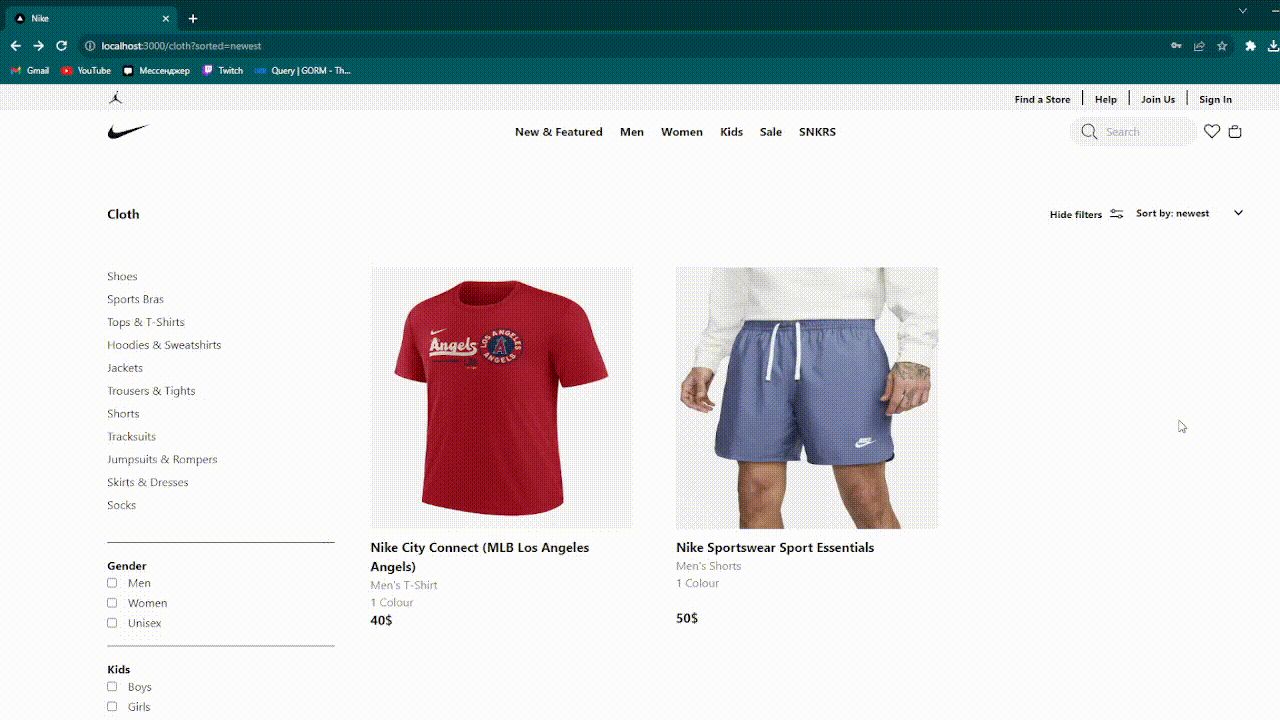 Nike
localhost:3000/cloth?sorted=newest
Gmail YouTube Мессенджер Twitch Query | GORM - Th...
Find a Store Help Join Us Sign In
New & Featured Men Women Kids Sale SNKRS Search
Cloth Hide filters Sort by: newest
Shoes
Sports Bras
Tops & T-Shirts
Hoodies & Sweatshirts
Jackets
Trousers & Tights
Shorts
Tracksuits
Jumpsuits & Rompers
Skirts & Dresses
Socks
Gender
Men
Women
Unisex
Kids
Boys
Girls
Angels
LOS ANGELES
ANGELS
Nike City Connect (MLB Los Angeles
Angels)
Men's T-Shirt
1 Colour
40$
Nike Sportswear Sport Essentials
Men's Shorts
1 Colour
50$